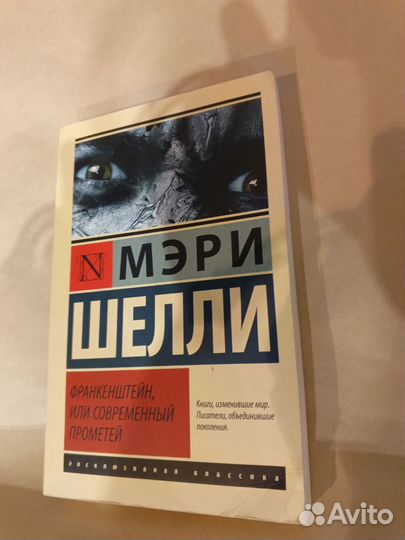 N
МЭРИ
ШЕЛЛИ
ФРАНКЕНШТЕЙН,
ИЛИ СОВРЕМЕННЫЙ
ПРОМЕТЕЙ
Книги, изменившие мир.
Писатели, объединившие
поколения.
эксклюзивная классика
Avito